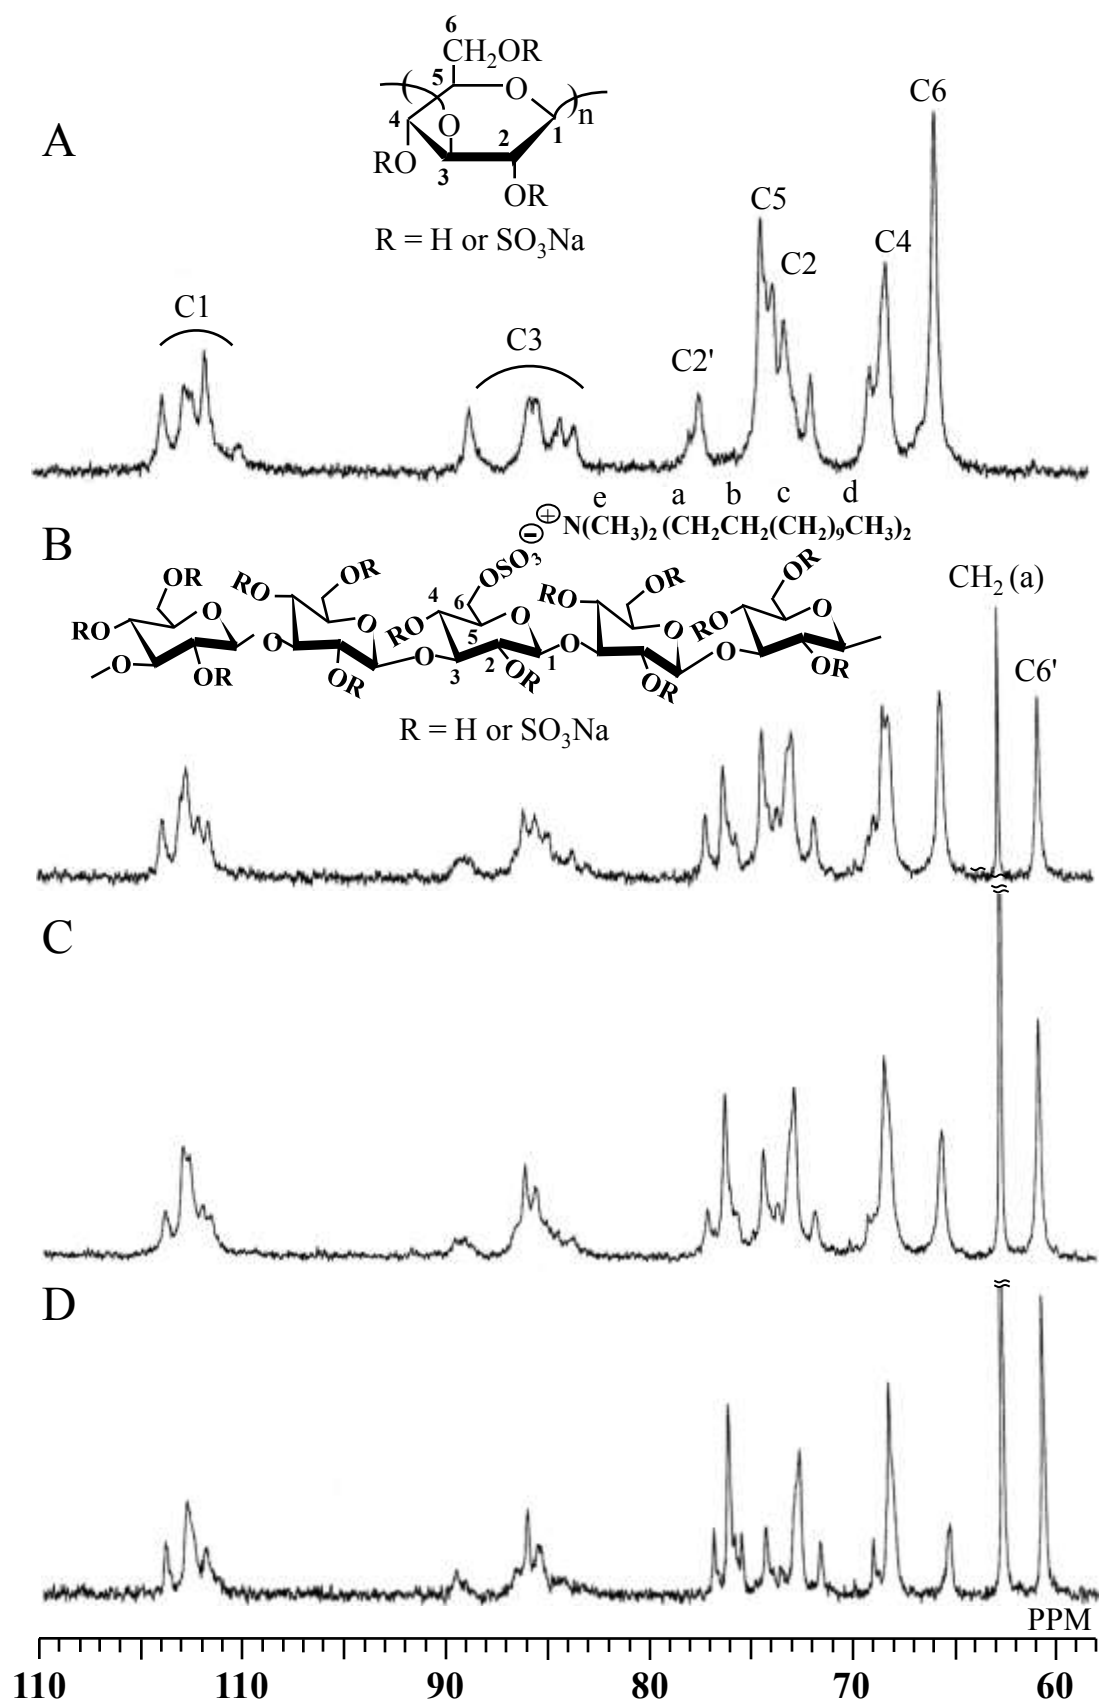 A
6
CH₂OR
5
O
( )n
4
O
1
2
RO
3
OR
R = H or SO₃Na
C1
C3
C2'
C5
C2
C4
C6
B
e a b c d
⊖ ⊕N(CH₃)₂ (CH₂CH₂(CH₂)₉CH₃)₂
OSO₃
OR RO OR 4 6 OR RO OR
RO O O RO 5 O RO O RO O
O O O 3 2 OR 1 O O
OR OR OR OR
R = H or SO₃Na
CH₂ (a)
C6'
C
D
PPM
110 110 90 80 70 60